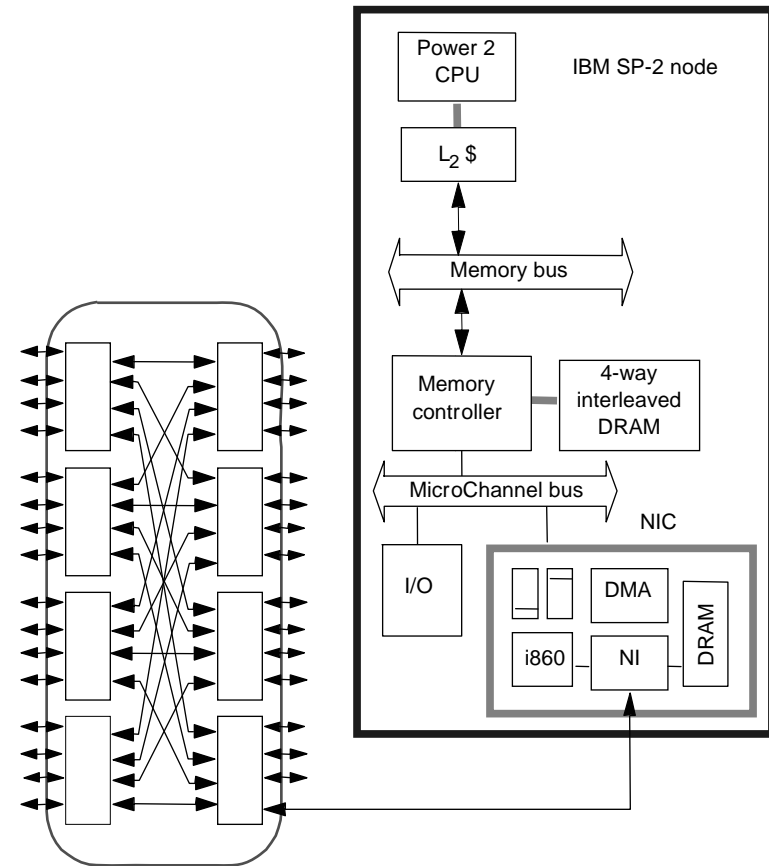 Power 2
CPU
IBM SP-2 node
L2 $
Memory bus
Memory
controller
4-way
interleaved
DRAM
MicroChannel bus
NIC
I/O
DMA
i860
NI
DRAM